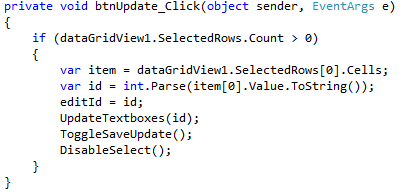 private void btnUpdate_Click(object sender, EventArgs e)
{
    if (dataGridView1.SelectedRows.Count > 0)
    {
        var item = dataGridView1.SelectedRows[0].Cells;
        var id = int.Parse(item[0].Value.ToString());
        editId = id;
        UpdateTextboxes(id);
        ToggleSaveUpdate();
        DisableSelect();
    }
}